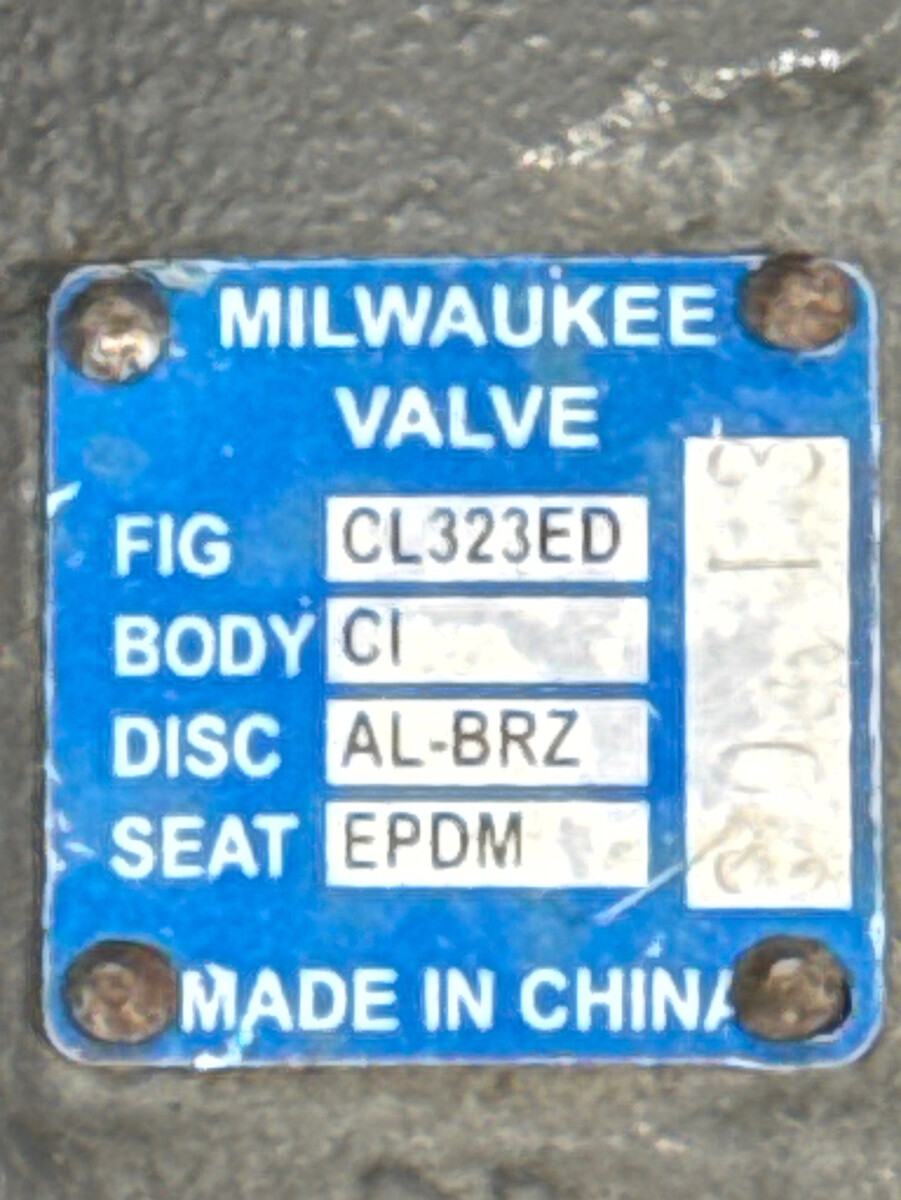 MILWAUKEE
VALVE
FIG CL323ED
BODY CI
DISC AL-BRZ
SEAT EPDM
MADE IN CHINA